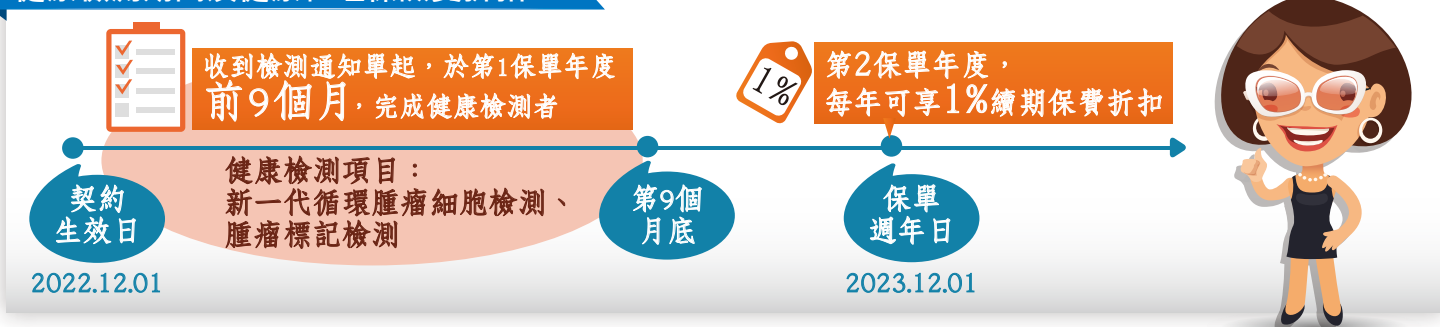 收到檢測通知單起，於第1保單年度
前9個月，完成健康檢測者
1%
第2保單年度，
每年可享1%續期保費折扣
健康檢測項目：
新一代循環腫瘤細胞檢測、
腫瘤標記檢測
契約
生效日
2022.12.01
第9個
月底
保單
週年日
2023.12.01